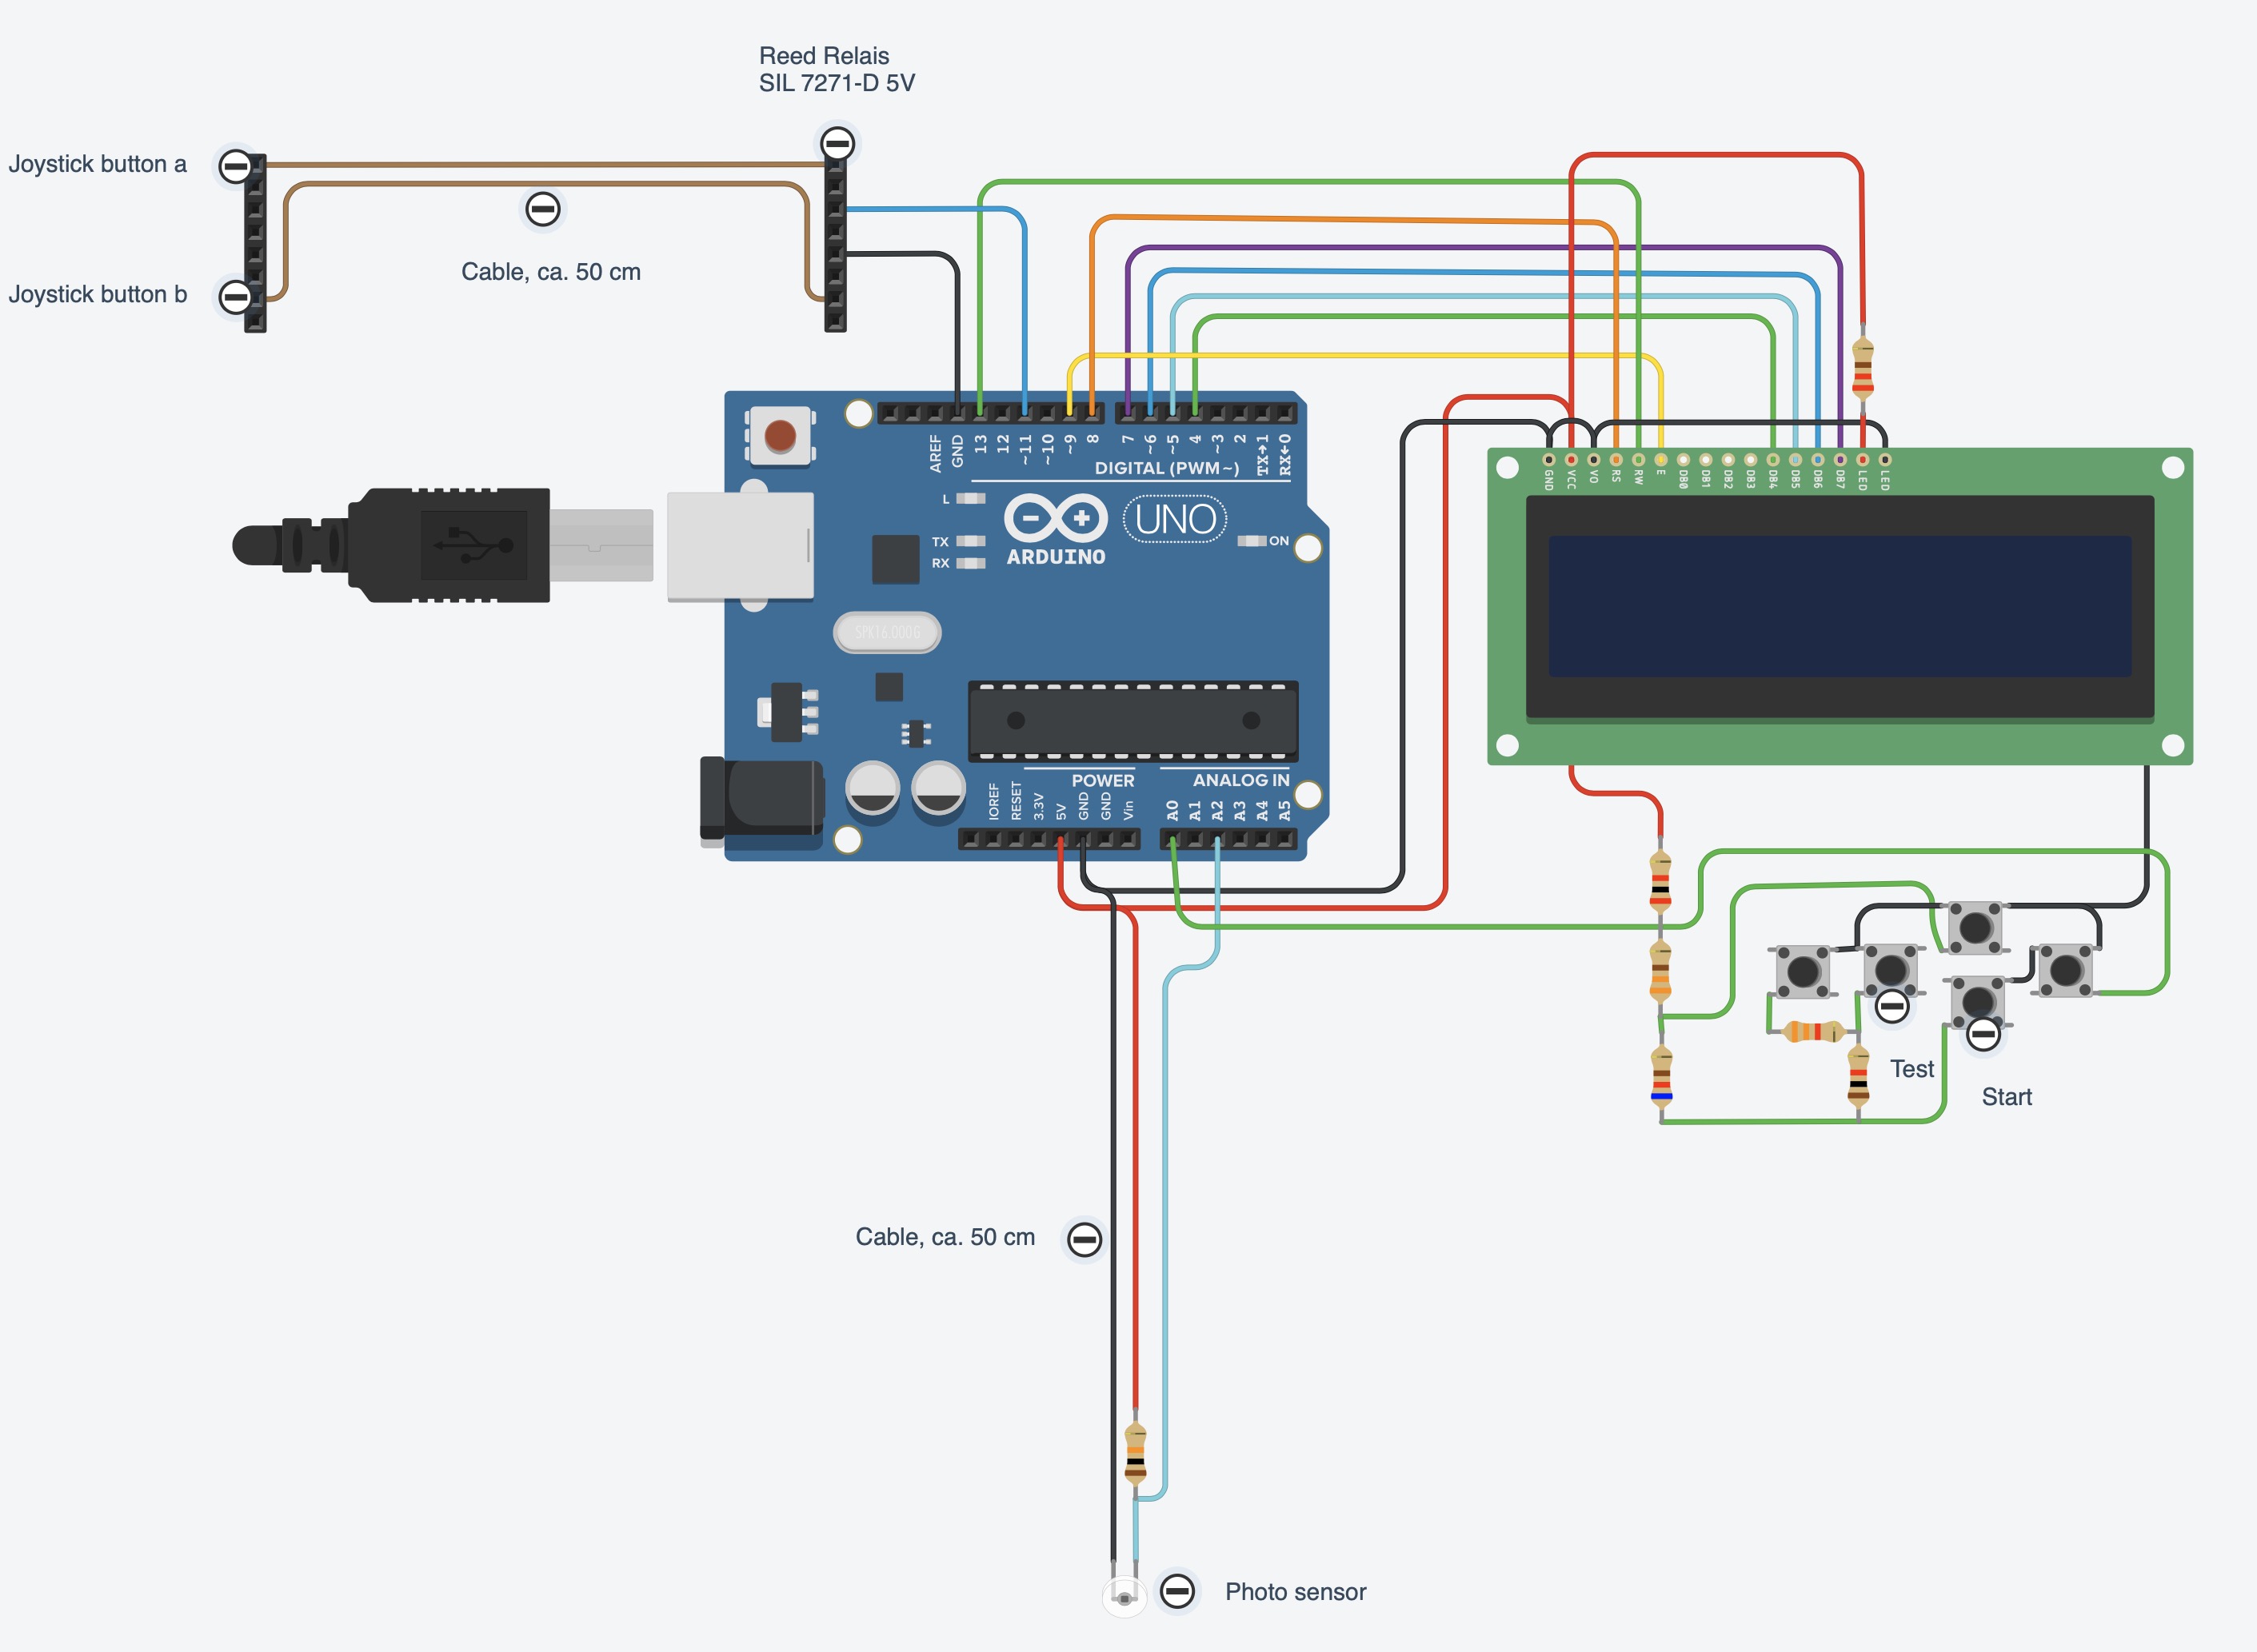 Reed Relais
SIL 7271-D 5V
Joystick button a
Cable, ca. 50 cm
Joystick button b
AREF
GND
13
12
~11
~10
~9
8
7
~6
~5
4
~3
2
TX→1
RX←0
DIGITAL (PWM ~)
L
TX
RX
ARDUINO
UNO
ON
SPK16.000G
GND
VCC
VO
RS
RW
E
DB0
DB1
DB2
DB3
DB4
DB5
DB6
DB7
LED
LED
POWER
ANALOG IN
IOREF
RESET
3.3V
5V
GND
GND
Vin
A0
A1
A2
A3
A4
A5
Test
Start
Cable, ca. 50 cm
Photo sensor